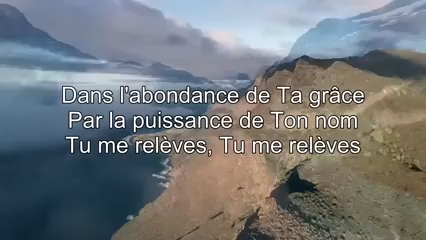 Dans l'abondance de Ta grâce
Par la puissance de Ton nom
Tu me relèves, Tu me relèves